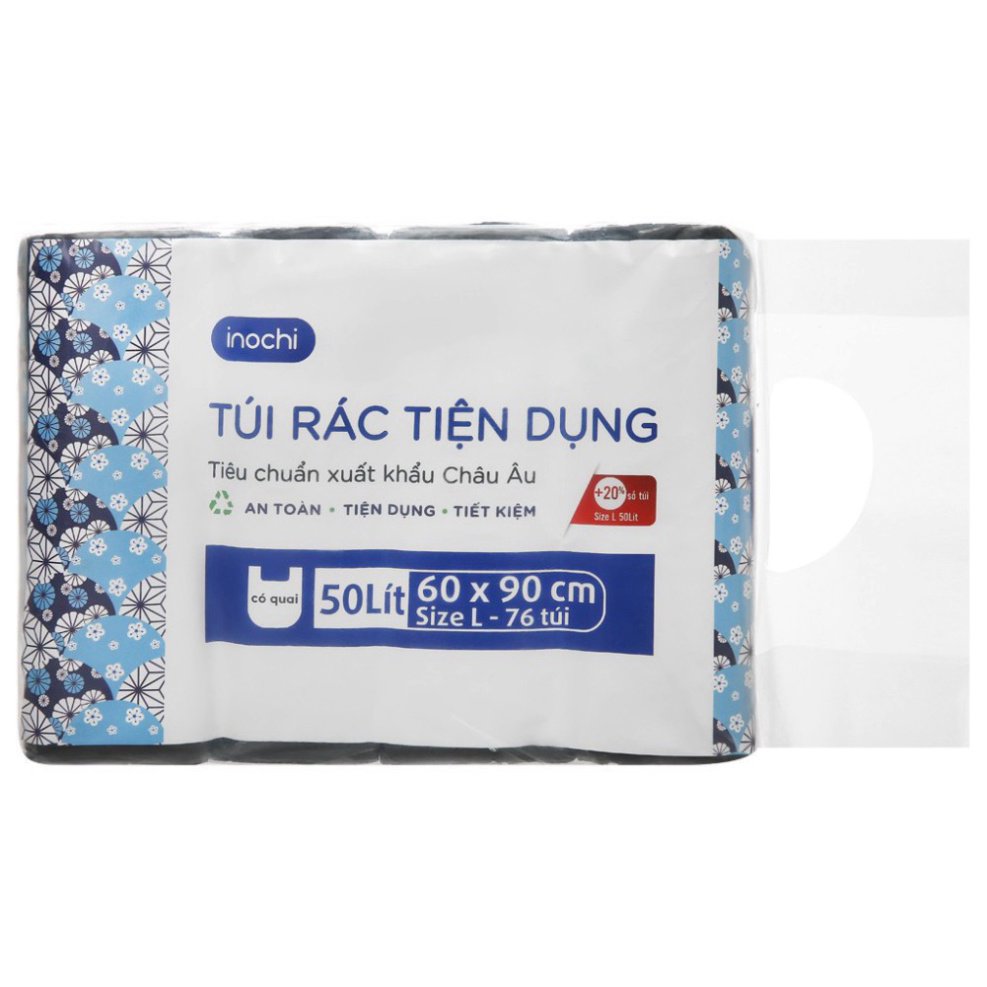 inochi
TÚI RÁC TIỆN DỤNG
Tiêu chuẩn xuất khẩu Châu Âu
AN TOÀN • TIỆN DỤNG • TIẾT KIỆM
+20% số túi
Size L 50Lít
có quai
50Lít
60 x 90 cm
Size L - 76 túi